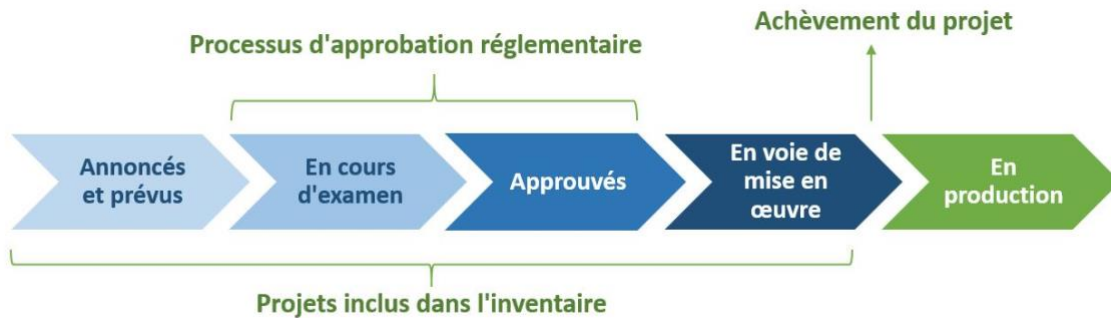 Achèvement du projet
Processus d'approbation réglementaire
Annoncés
et prévus
En cours
d'examen
Approuvés
En voie de
mise en
œuvre
En
production
Projets inclus dans l'inventaire